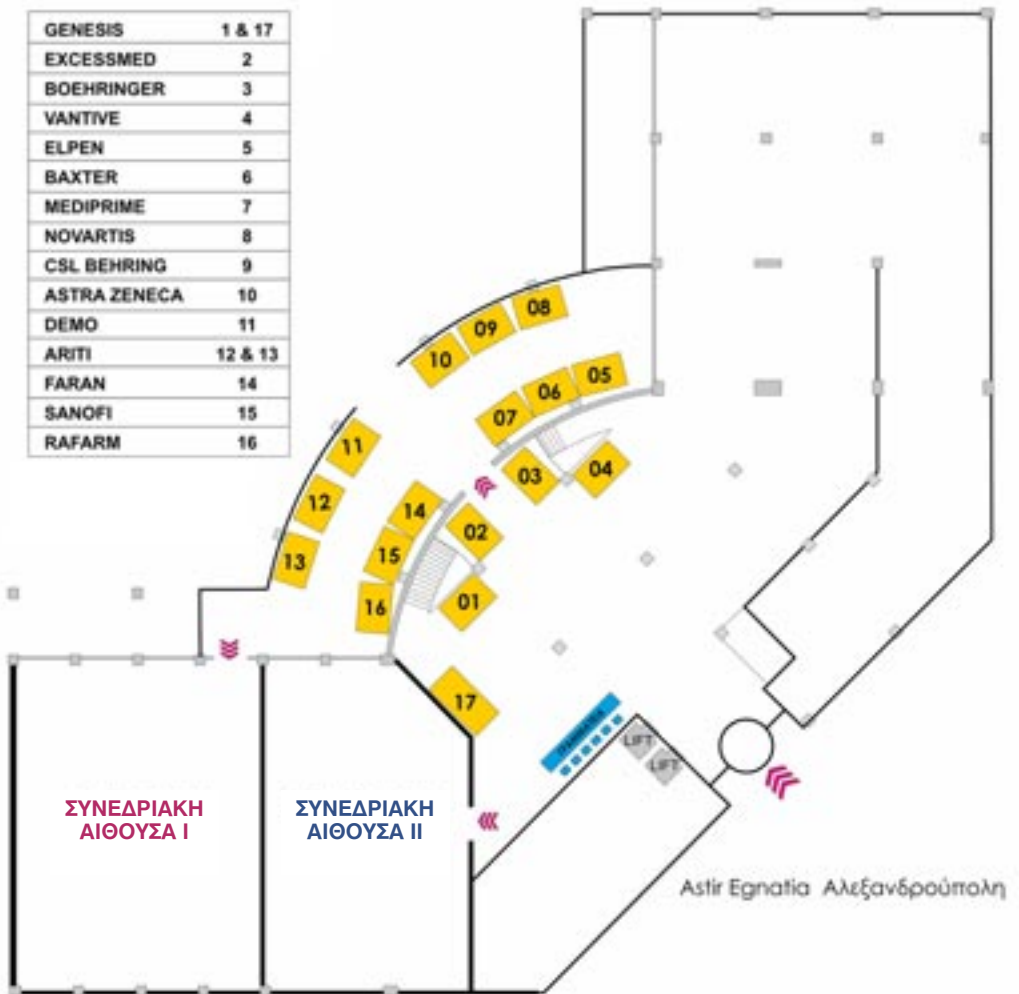 GENESIS 1 & 17
EXCESSMED 2
BOEHRINGER 3
VANTIVE 4
ELPEN 5
BAXTER 6
MEDIPRIME 7
NOVARTIS 8
CSL BEHRING 9
ASTRA ZENECA 10
DEMO 11
ARITI 12 & 13
FARAN 14
SANOFI 15
RAFARM 16
08
09
10
05
06
07
11
03
04
12
14
02
13
15
01
16
17
LIFT
LIFT
ΣΥΝΕΔΡΙΑΚΗ
ΑΙΘΟΥΣΑ Ι
ΣΥΝΕΔΡΙΑΚΗ
ΑΙΘΟΥΣΑ ΙΙ
Astir Egnatia Αλεξανδρούπολη